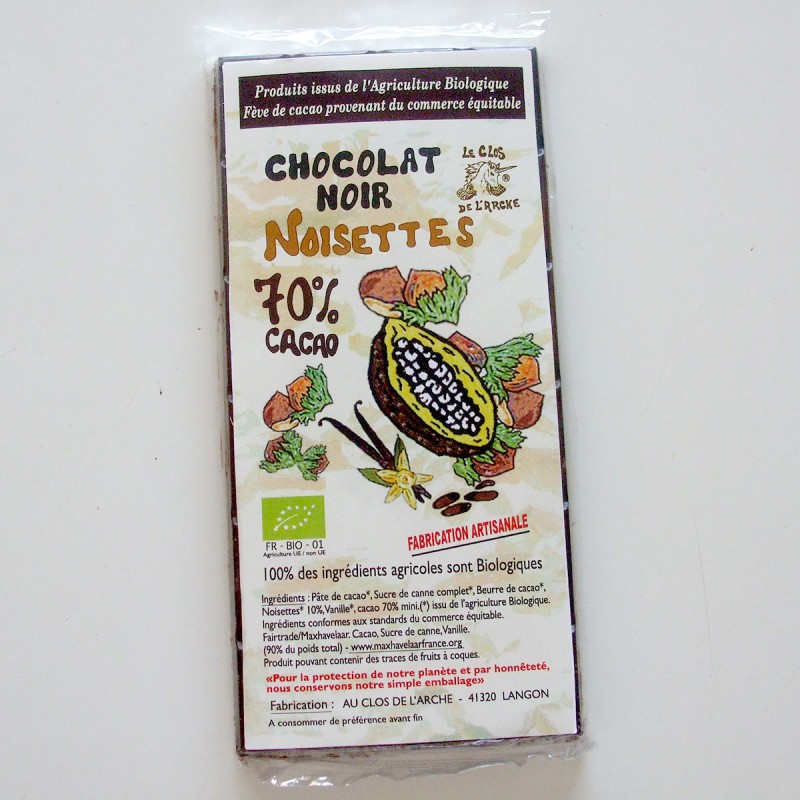 Produits issus de l'Agriculture Biologique
Fève de cacao provenant du commerce équitable
CHOCOLAT
NOIR
NOISETTES
LE CLOS
®
DE L'ARCHE
70%
CACAO
FR - BIO - 01
Agriculture UE / non UE
FABRICATION ARTISANALE
100% des ingrédients agricoles sont Biologiques
Ingrédients : Pâte de cacao*, Sucre de canne complet*, Beurre de cacao*,
Noisettes* 10%, Vanille*, cacao 70% mini.(*) issu de l'agriculture Biologique.
Ingrédients conformes aux standards du commerce équitable.
Fairtrade/Maxhavelaar. Cacao, Sucre de canne, Vanille.
(90% du poids total) - www.maxhavelaarfrance.org
Produit pouvant contenir des traces de fruits à coques.
«Pour la protection de notre planète et par honnêteté,
nous conservons notre simple emballage»
Fabrication : AU CLOS DE L'ARCHE - 41320 LANGON
A consommer de préférence avant fin